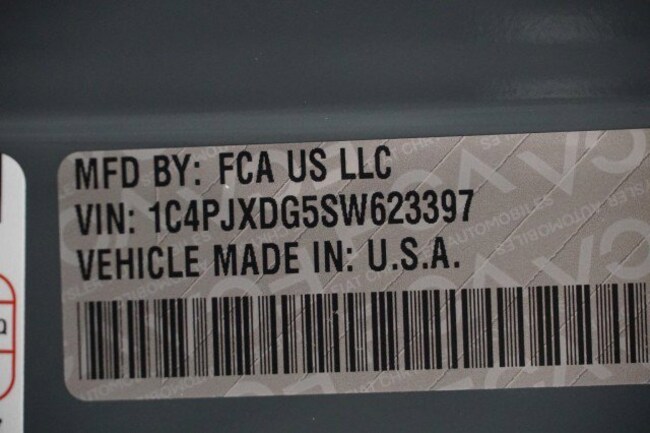 MFD BY: FCA US LLC
VIN: 1C4PJXDG5SW623397
VEHICLE MADE IN: U.S.A.